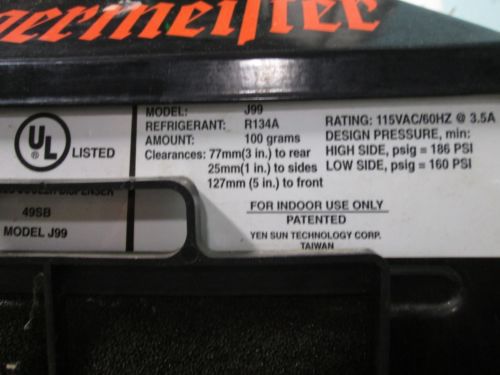 UL
LISTED
DISPENSER
49SB
MODEL J99
MODEL: J99
REFRIGERANT: R134A
AMOUNT: 100 grams
Clearances: 77mm(3 in.) to rear
25mm(1 in.) to sides
127mm (5 in.) to front
RATING: 115VAC/60HZ @ 3.5A
DESIGN PRESSURE, min:
HIGH SIDE, psig = 186 PSI
LOW SIDE, psig = 160 PSI
FOR INDOOR USE ONLY
PATENTED
YEN SUN TECHNOLOGY CORP.
TAIWAN